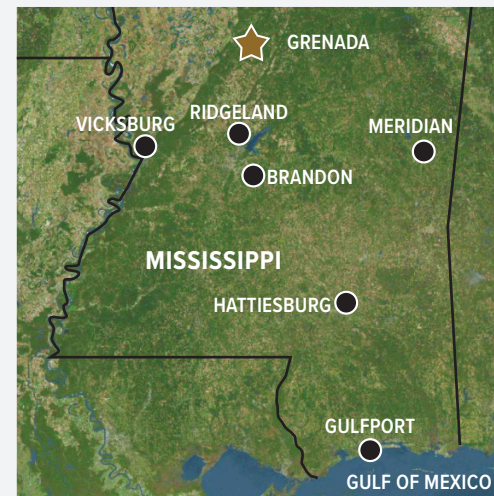 GRENADA
RIDGELAND
VICKSBURG
MERIDIAN
BRANDON
MISSISSIPPI
HATTIESBURG
GULFPORT
GULF OF MEXICO